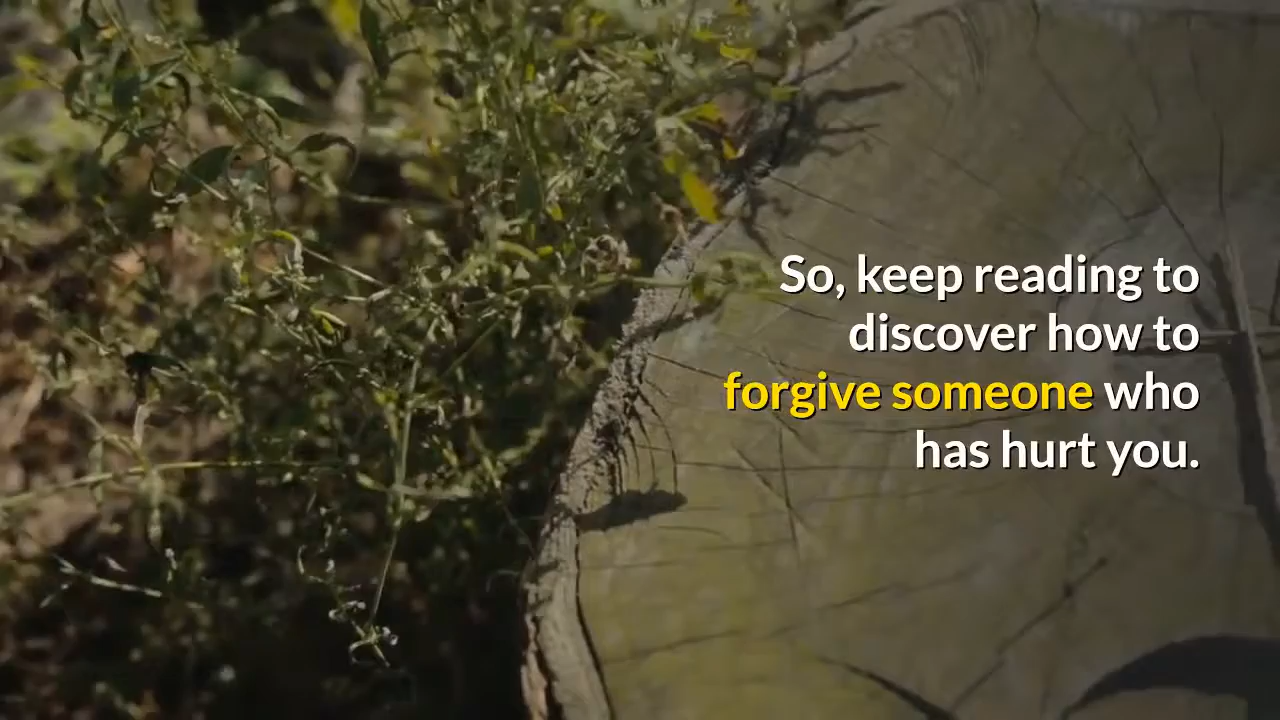 So, keep reading to
discover how to
forgive someone who
has hurt you.